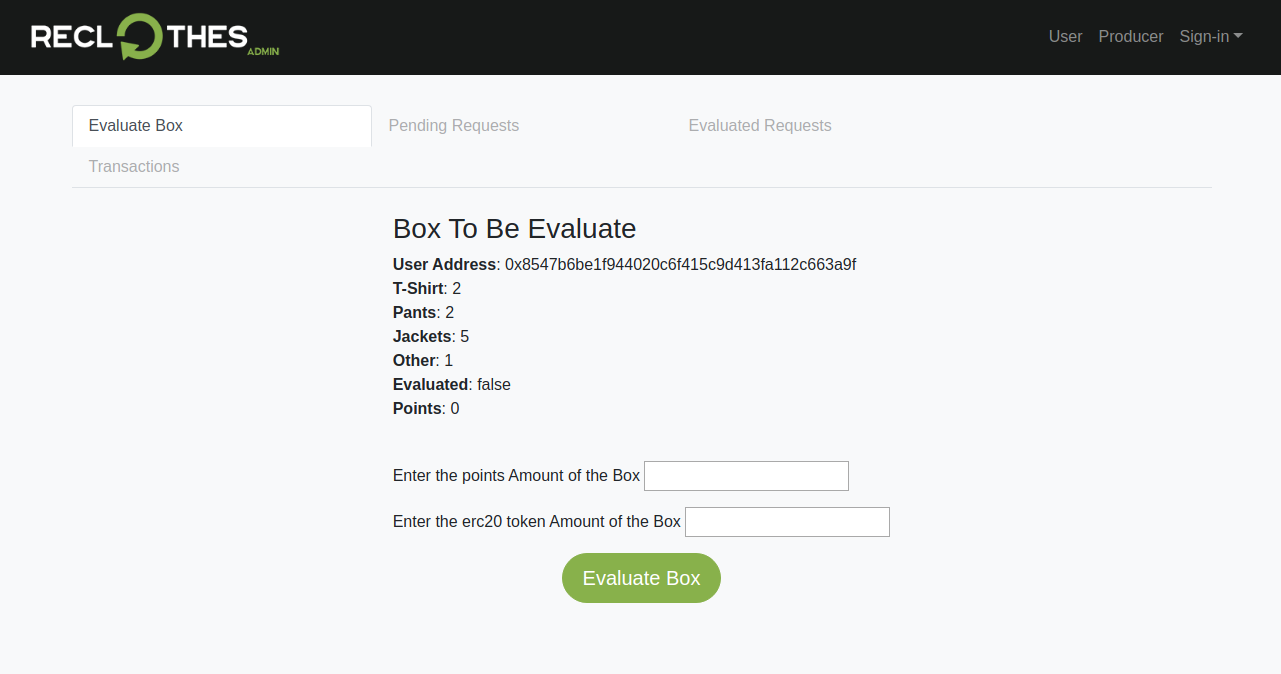 RECLOTHES ADMIN
User Producer Sign-in
Evaluate Box Pending Requests Evaluated Requests
Transactions
Box To Be Evaluate
User Address: 0x8547b6be1f944020c6f415c9d413fa112c663a9f
T-Shirt: 2
Pants: 2
Jackets: 5
Other: 1
Evaluated: false
Points: 0
Enter the points Amount of the Box
Enter the erc20 token Amount of the Box
Evaluate Box